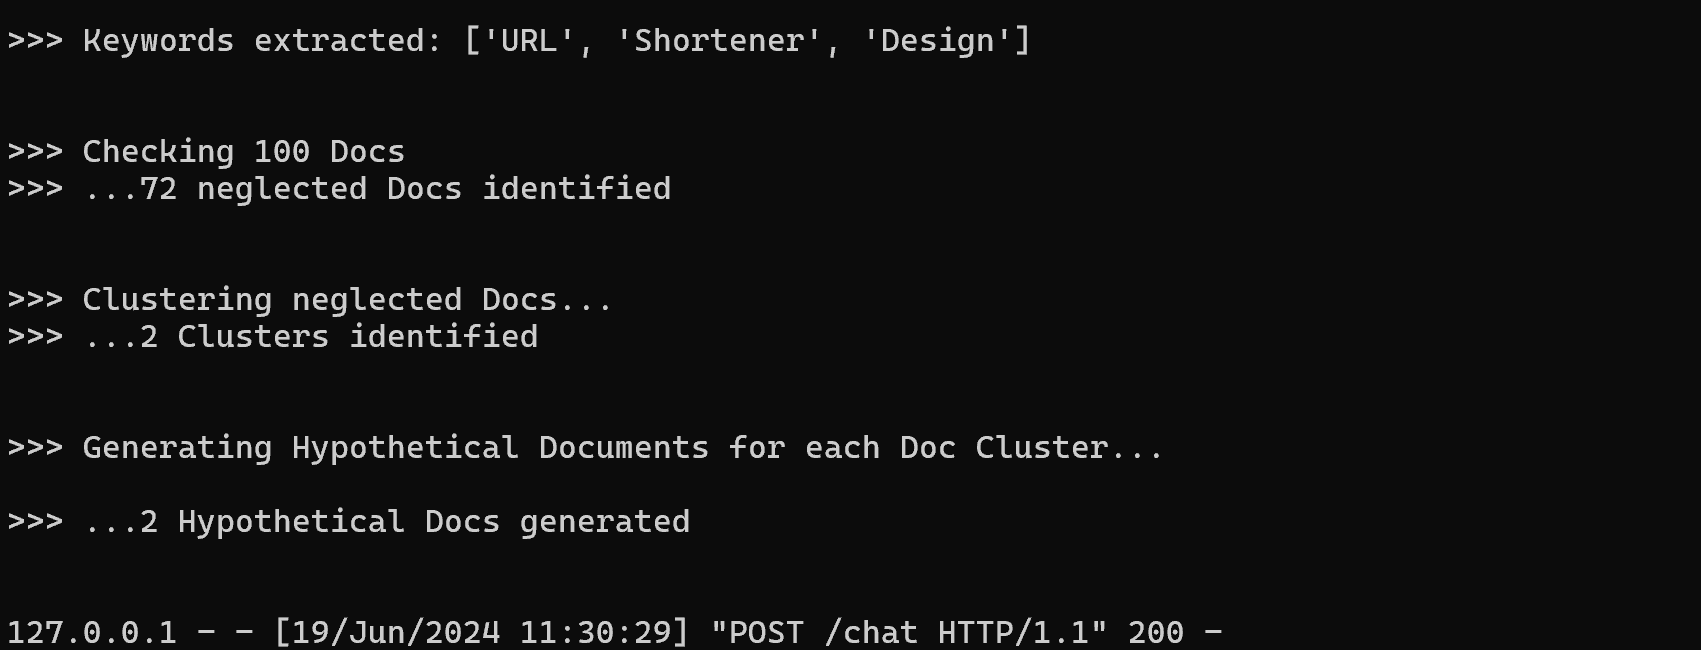 >>> Keywords extracted: ['URL', 'Shortener', 'Design']
>>> Checking 100 Docs
>>> ...72 neglected Docs identified
>>> Clustering neglected Docs...
>>> ...2 Clusters identified
>>> Generating Hypothetical Documents for each Doc Cluster...
>>> ...2 Hypothetical Docs generated
127.0.0.1 - - [19/Jun/2024 11:30:29] "POST /chat HTTP/1.1" 200 -